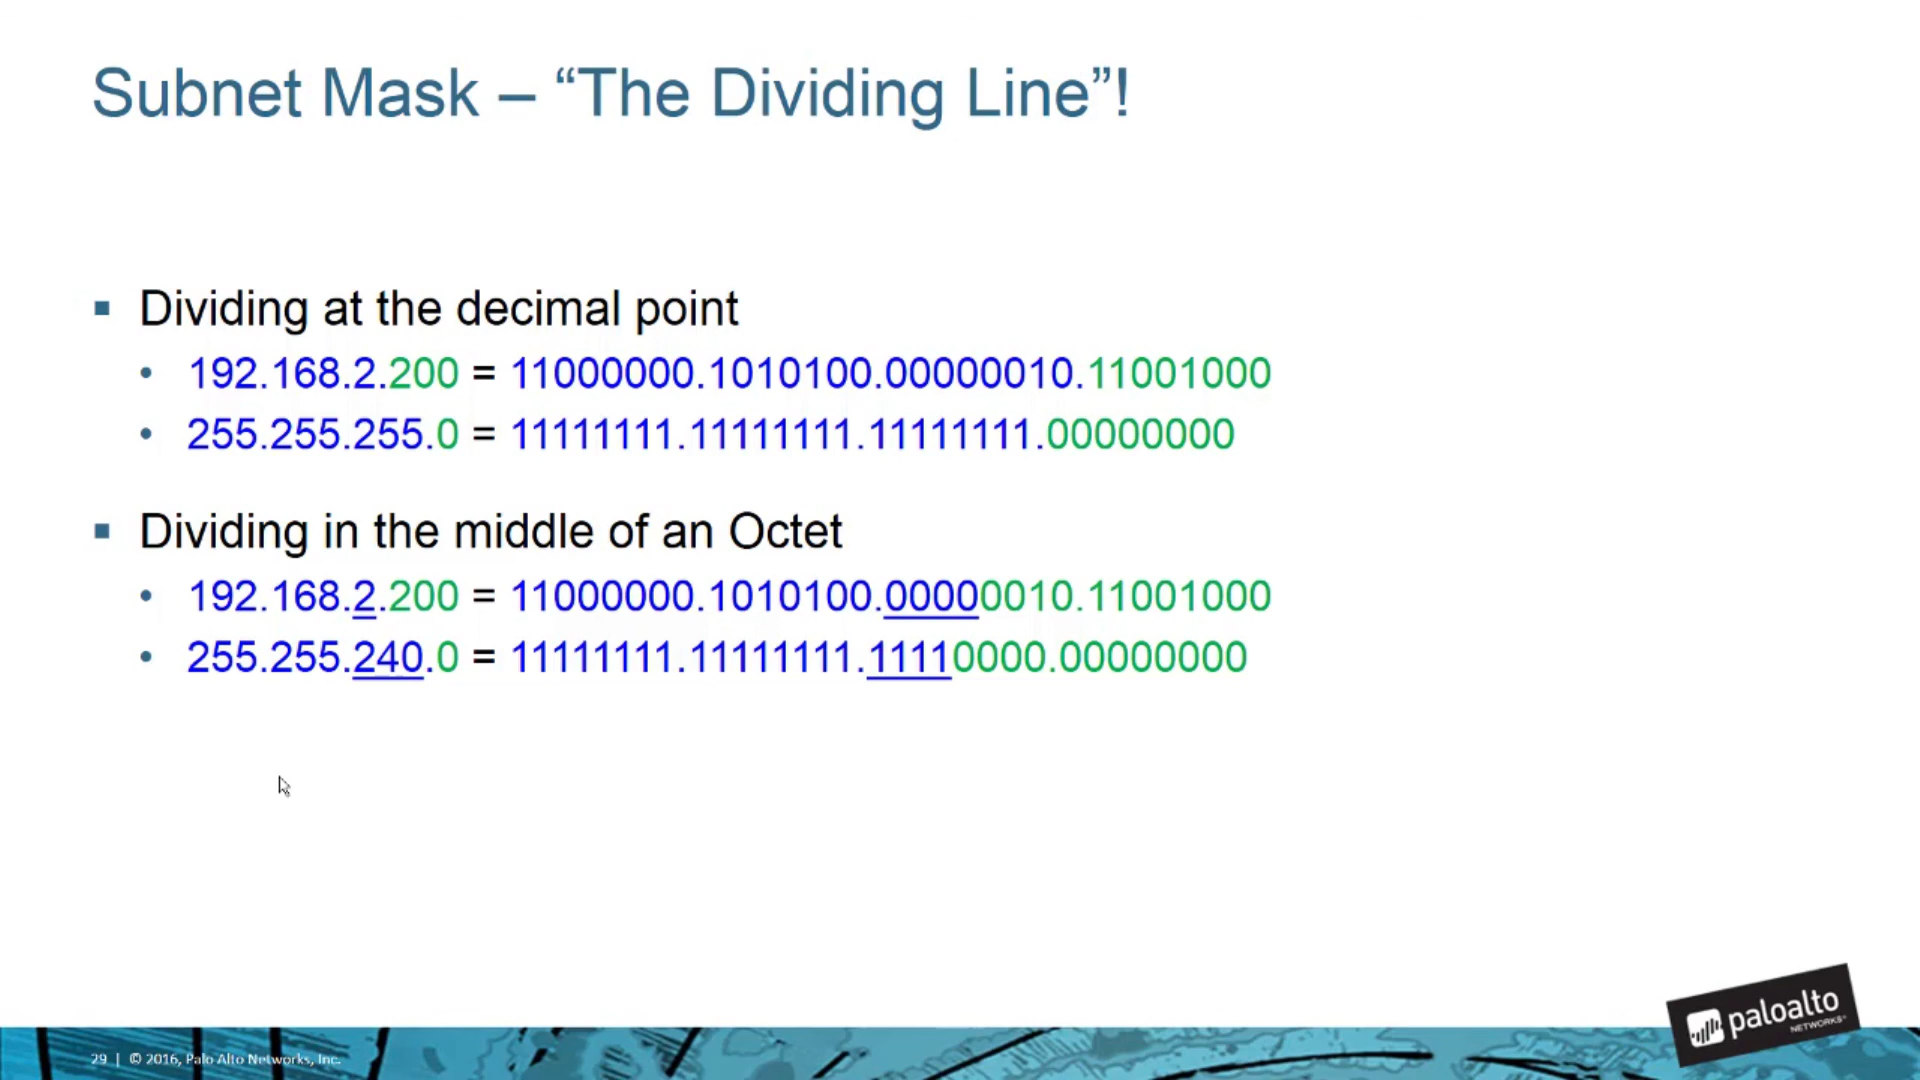 Subnet Mask – “The Dividing Line”!
▪ Dividing at the decimal point
• 192.168.2.200 = 11000000.1010100.00000010.11001000
• 255.255.255.0 = 11111111.11111111.11111111.00000000
▪ Dividing in the middle of an Octet
• 192.168.2.200 = 11000000.1010100.00000010.11001000
• 255.255.240.0 = 11111111.11111111.11110000.00000000
paloalto
NETWORKS
29 | © 2016, Palo Alto Networks, Inc.